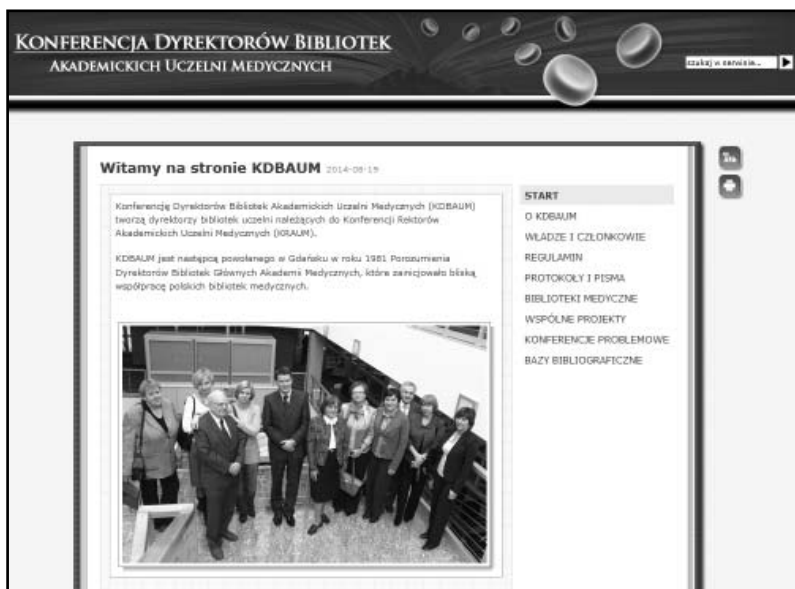 KONFERENCJA DYREKTORÓW BIBLIOTEK
AKADEMICKICH UCZELNI MEDYCZNYCH
szukaj w serwisie...
Witamy na stronie KDBAUM 2014-08-19
Konferencję Dyrektorów Bibliotek Akademickich Uczelni Medycznych (KDBAUM)
tworzą dyrektorzy bibliotek uczelni należących do Konferencji Rektorów
Akademickich Uczelni Medycznych (KRAUM).
KDBAUM jest następcą powołanego w Gdańsku w roku 1981 Porozumienia
Dyrektorów Bibliotek Głównych Akademii Medycznych, które zainicjowało bliską
współpracę polskich bibliotek medycznych.
START
O KDBAUM
WŁADZE I CZŁONKOWIE
REGULAMIN
PROTOKOŁY I PISMA
BIBLIOTEKI MEDYCZNE
WSPÓLNE PROJEKTY
KONFERENCJE PROBLEMOWE
BAZY BIBLIOGRAFICZNE